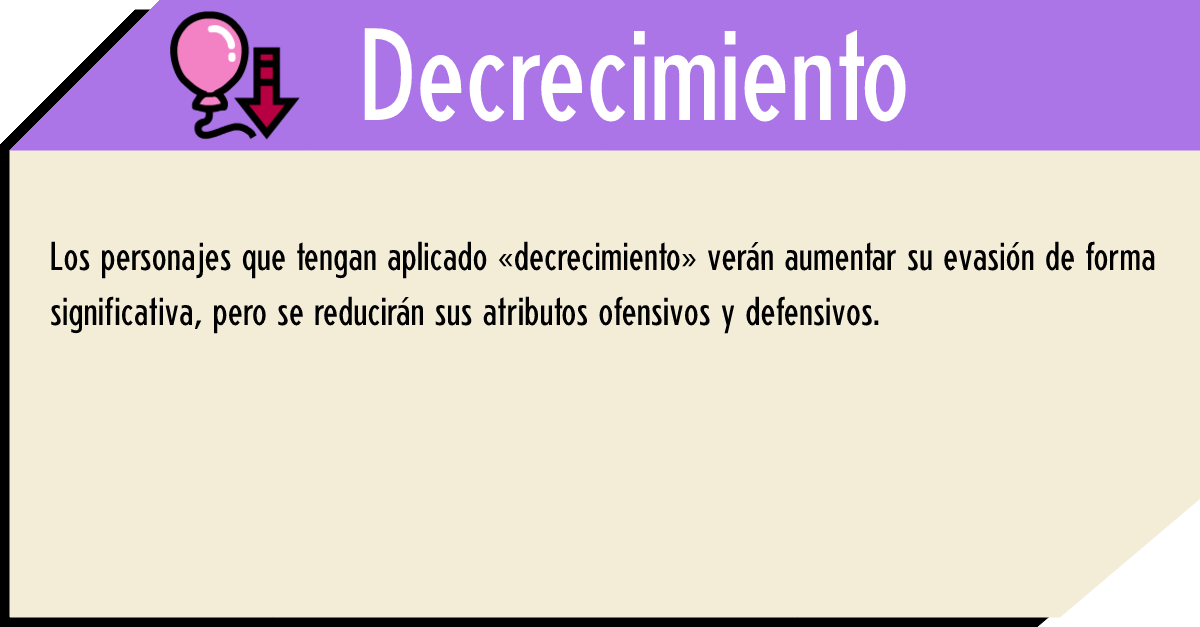 Decrecimiento
Los personajes que tengan aplicado «decrecimiento» verán aumentar su evasión de forma
significativa, pero se reducirán sus atributos ofensivos y defensivos.